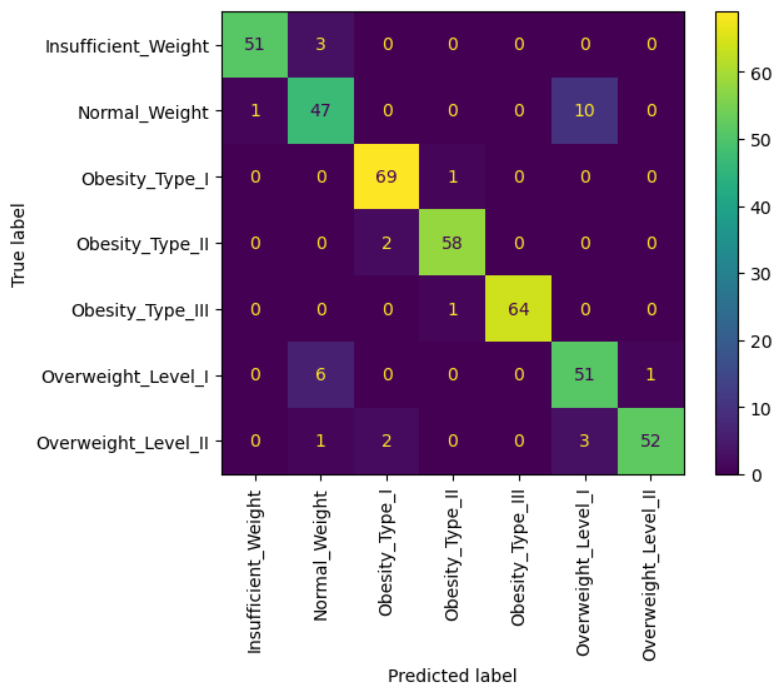 Insufficient_Weight 51 3 0 0 0 0 0
Normal_Weight 1 47 0 0 0 10 0
Obesity_Type_I 0 0 69 1 0 0 0
Obesity_Type_II 0 0 2 58 0 0 0
Obesity_Type_III 0 0 0 1 64 0 0
Overweight_Level_I 0 6 0 0 0 51 1
Overweight_Level_II 0 1 2 0 0 3 52
True label
Insufficient_Weight
Normal_Weight
Obesity_Type_I
Obesity_Type_II
Obesity_Type_III
Overweight_Level_I
Overweight_Level_II
Predicted label
60
50
40
30
20
10
0